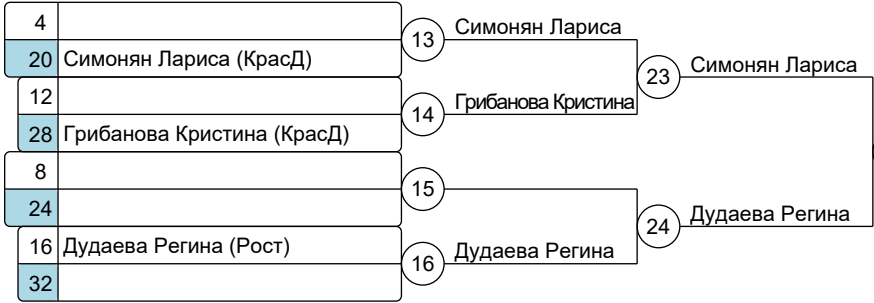 4
20 Симонян Лариса (КрасД)
12
28 Грибанова Кристина (КрасД)
8
24
16 Дудаева Регина (Рост)
32
13 Симонян Лариса
14 Грибанова Кристина
15
16 Дудаева Регина
23 Симонян Лариса
24 Дудаева Регина